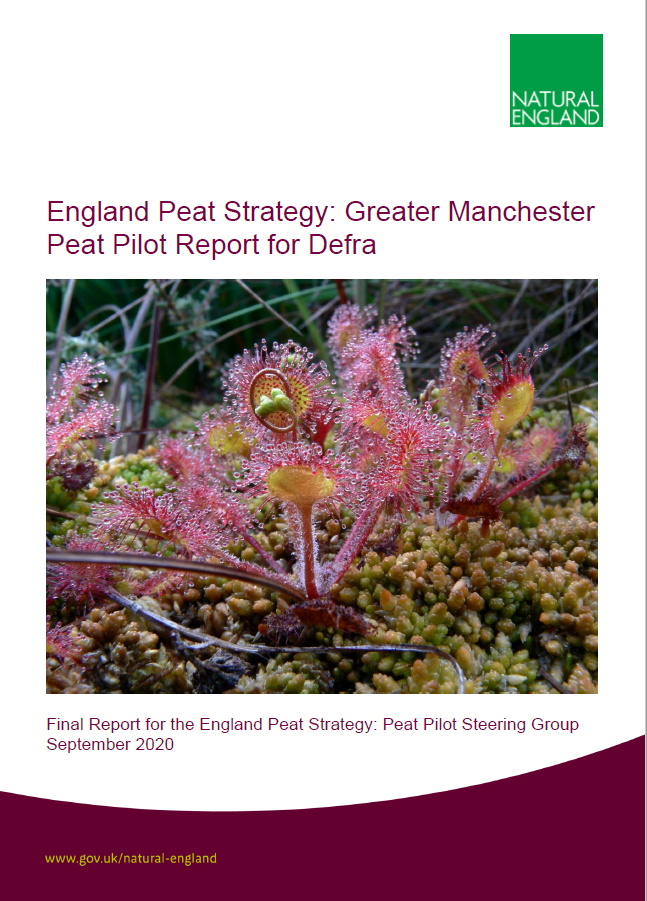 NATURAL
ENGLAND
England Peat Strategy: Greater Manchester
Peat Pilot Report for Defra
Final Report for the England Peat Strategy: Peat Pilot Steering Group
September 2020
www.gov.uk/natural-england